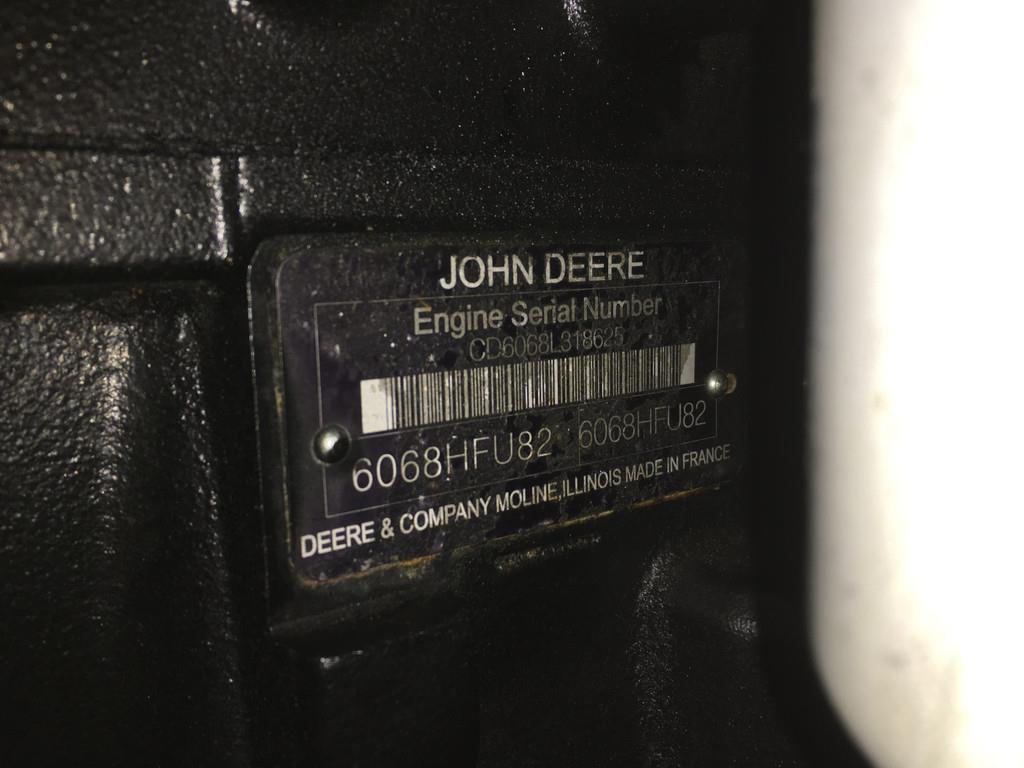 JOHN DEERE
Engine Serial Number
CD6068L318625
6068HFU82 6068HFU82
DEERE & COMPANY MOLINE,ILLINOIS MADE IN FRANCE